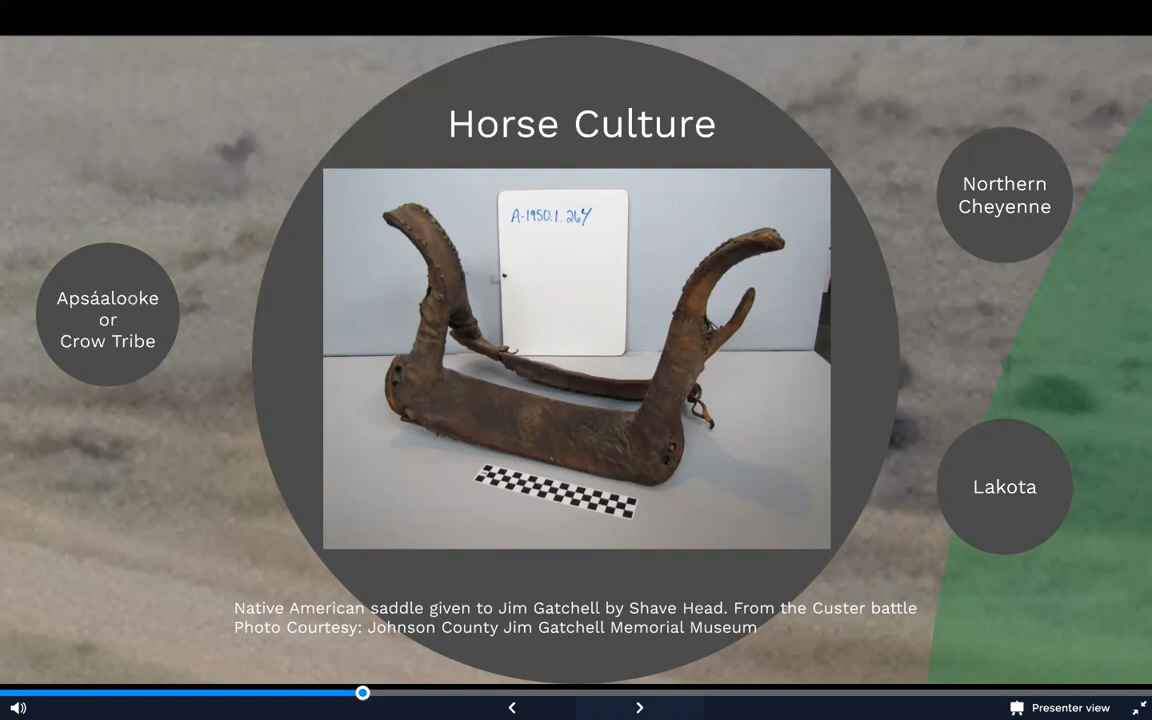 Horse Culture
A-1950.1.264
Northern
Cheyenne
Apsáalooke
or
Crow Tribe
Lakota
Native American saddle given to Jim Gatchell by Shave Head. From the Custer battle
Photo Courtesy: Johnson County Jim Gatchell Memorial Museum
Presenter view